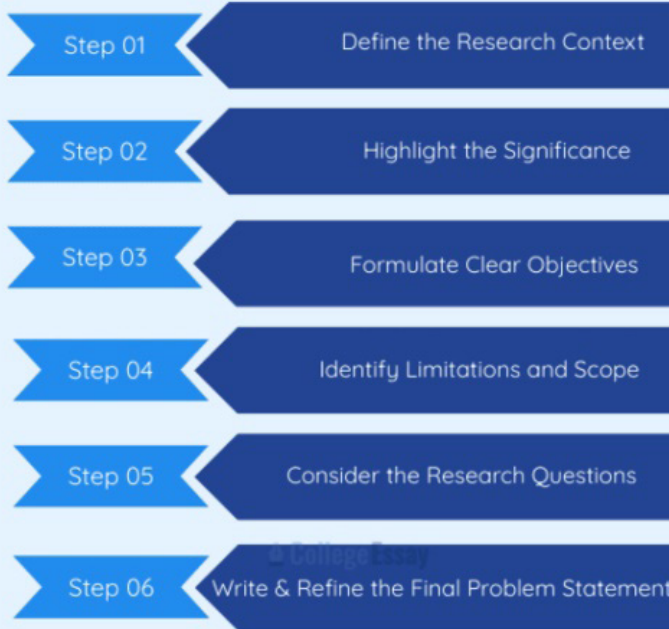 Step 01
Define the Research Context
Step 02
Highlight the Significance
Step 03
Formulate Clear Objectives
Step 04
Identify Limitations and Scope
Step 05
Consider the Research Questions
CollegeEssay
Step 06
Write & Refine the Final Problem Statement